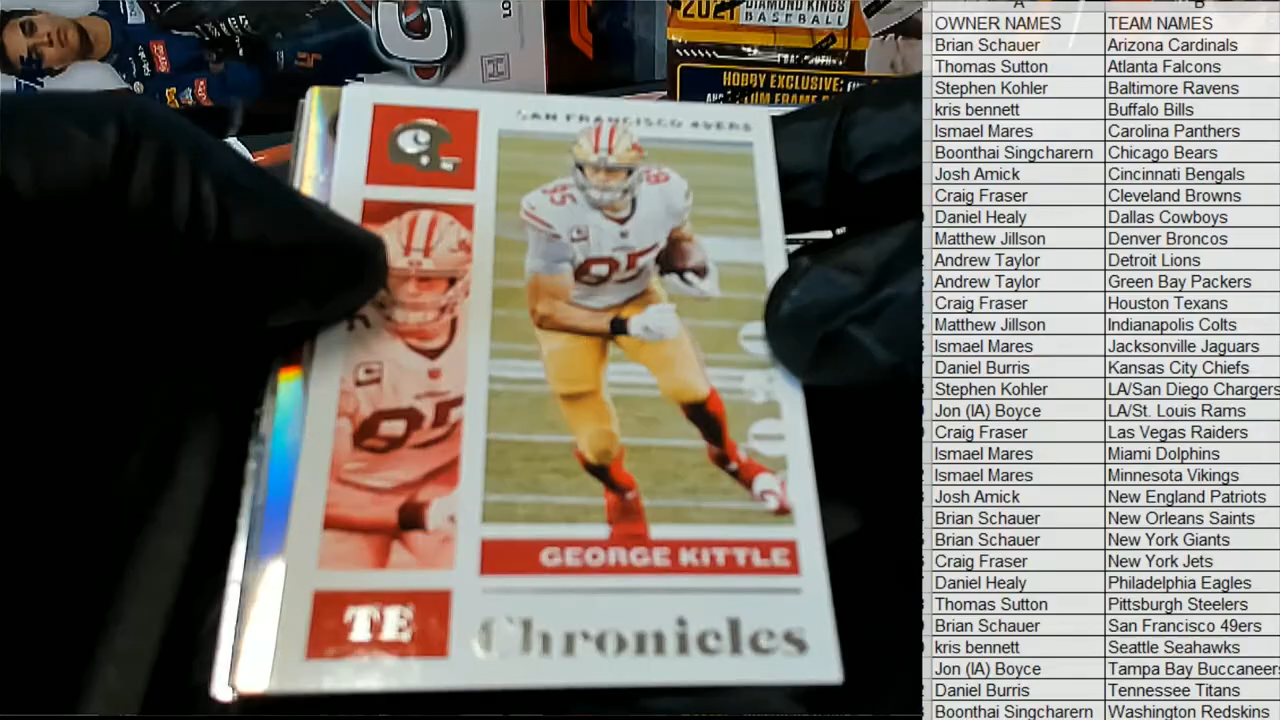 2021 DIAMOND KINGS
BASEBALL
HOBBY EXCLUSIVE:
SAN FRANCISCO 49ERS
85
85
85
GEORGE KITTLE
TE
Chronicles
A B
OWNER NAMES TEAM NAMES
Brian Schauer Arizona Cardinals
Thomas Sutton Atlanta Falcons
Stephen Kohler Baltimore Ravens
kris bennett Buffalo Bills
Ismael Mares Carolina Panthers
Boonthai Singcharern Chicago Bears
Josh Amick Cincinnati Bengals
Craig Fraser Cleveland Browns
Daniel Healy Dallas Cowboys
Matthew Jillson Denver Broncos
Andrew Taylor Detroit Lions
Andrew Taylor Green Bay Packers
Craig Fraser Houston Texans
Matthew Jillson Indianapolis Colts
Ismael Mares Jacksonville Jaguars
Daniel Burris Kansas City Chiefs
Stephen Kohler LA/San Diego Chargers
Jon (IA) Boyce LA/St. Louis Rams
Craig Fraser Las Vegas Raiders
Ismael Mares Miami Dolphins
Ismael Mares Minnesota Vikings
Josh Amick New England Patriots
Brian Schauer New Orleans Saints
Brian Schauer New York Giants
Craig Fraser New York Jets
Daniel Healy Philadelphia Eagles
Thomas Sutton Pittsburgh Steelers
Brian Schauer San Francisco 49ers
kris bennett Seattle Seahawks
Jon (IA) Boyce Tampa Bay Buccaneers
Daniel Burris Tennessee Titans
Boonthai Singcharern Washington Redskins